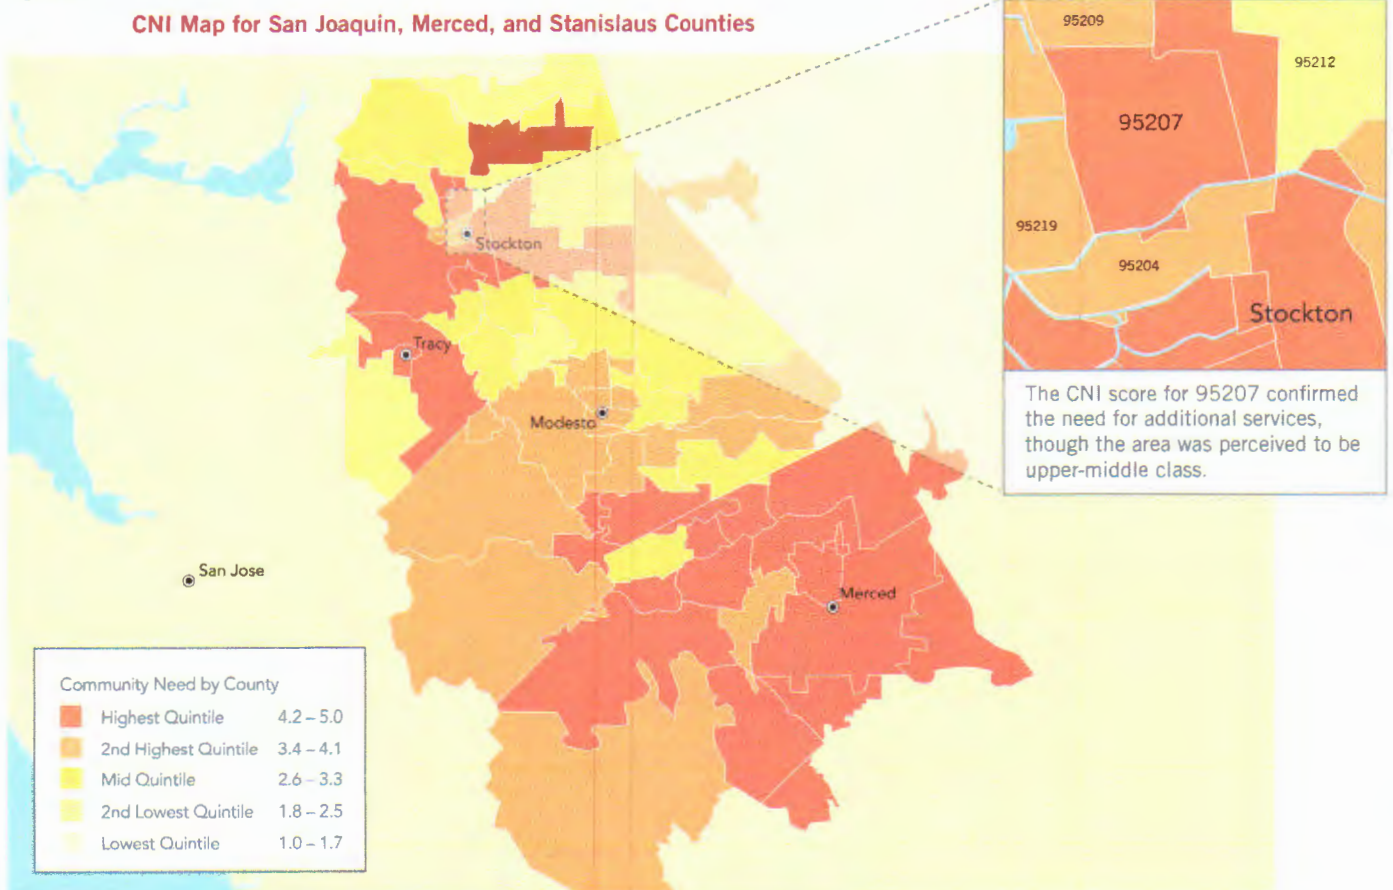 CNI Map for San Joaquin, Merced, and Stanislaus Counties
95209
95212
95207
95219
95204
Stockton
The CNI score for 95207 confirmed
the need for additional services,
though the area was perceived to be
upper-middle class.
Stockton
Tracy
Modesto
San Jose
Merced
Community Need by County
Highest Quintile 4.2 – 5.0
2nd Highest Quintile 3.4 – 4.1
Mid Quintile 2.6 – 3.3
2nd Lowest Quintile 1.8 – 2.5
Lowest Quintile 1.0 – 1.7